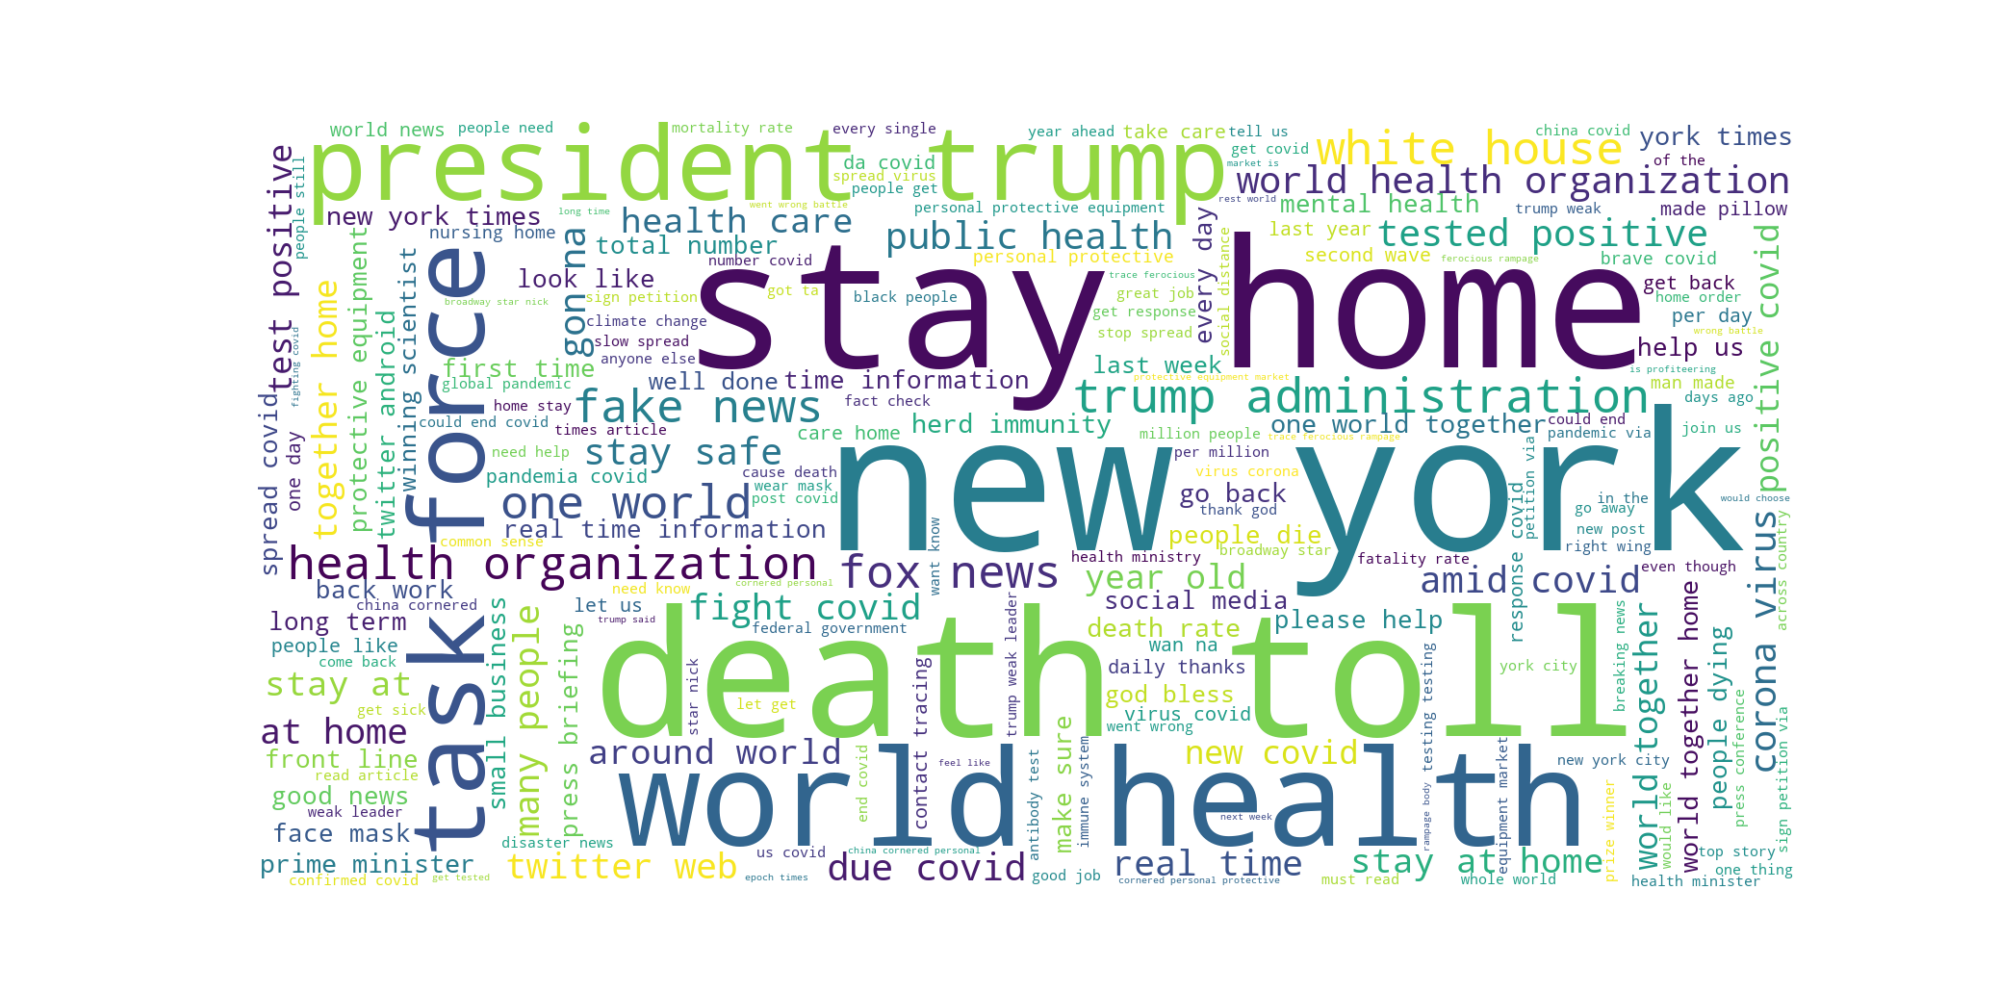 world news
people need
mortality rate
every single
year ahead
take care
tell us
china covid
york times
president trump
da covid
spread virus
people get
get covid
market is
white house
of the
world health organization
test positive
people still
new york times
long time
went wrong battle
health care
personal protective equipment
rest world
mental health
trump weak
made pillow
nursing home
gon na
total number
public health
every day
last year
tested positive
force
look like
number covid
personal protective
social distance
second wave
ferocious rampage
brave covid
positive covid
together home
protective equipment
twitter android
winning scientist
broadway star nick
sign petition
got ta
black people
trace ferocious
great job
get response
stay home
get back
home order
per day
climate change
slow spread
anyone else
stop spread
wrong battle
help us
fighting covid
first time
global pandemic
well done
time information
last week
protective equipment market
is profiteering
man made
days ago
home stay
fake news
fact check
trump administration
spread covid
one day
could end covid
times article
care home
herd immunity
million people
one world together
could end
pandemic via
join us
need help
stay safe
trace ferocious rampage
new york
pandemia covid
cause death
wear mask
post covid
per million
virus corona
petition via
one world
go back
thank god
response covid
in the
go away
would choose
real time information
common sense
want know
people die
broadway star
new post
right wing
health organization
fox news
health ministry
fatality rate
even though
corona virus
across country
back work
need know
cornered personal
year old
amid covid
china cornered
let us
fight covid
social media
long term
trump said
federal government
trump weak leader
death rate
please help
people like
come back
task
small business
many people
press briefing
death toll
wan na
daily thanks
york city
breaking news
world together
world together home
people dying
stay at
star nick
contact tracing
god bless
get sick
let get
virus covid
went wrong
at home
front line
around world
new covid
rampage body testing testing
press conference
sign petition via
read article
feel like
end covid
antibody test
make sure
immune system
equipment market
new york city
good news
world health
weak leader
next week
prize winner
would like
face mask
disaster news
us covid
china cornered personal
top story
prime minister
twitter web
due covid
real time
stay at home
one thing
confirmed covid
get tested
epoch times
good job
cornered personal protective
must read
whole world
health minister